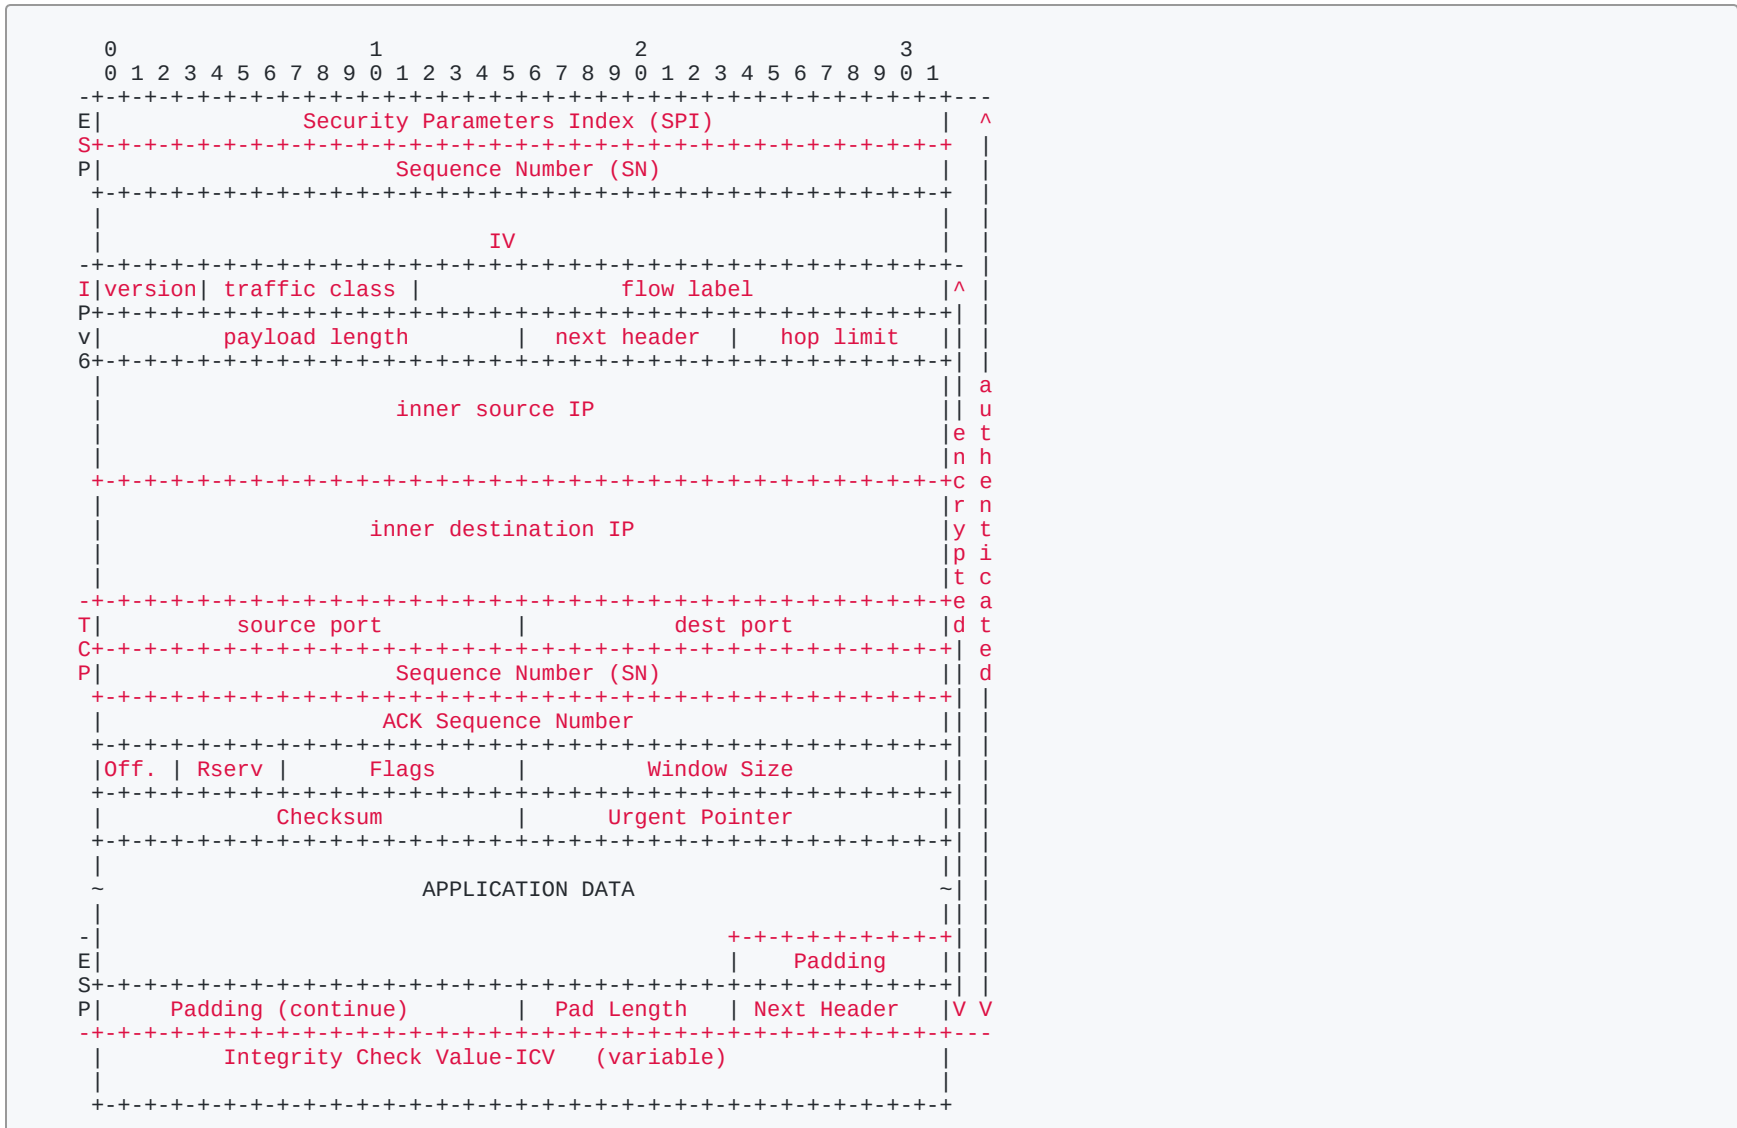 0                   1                   2                   3
   0 1 2 3 4 5 6 7 8 9 0 1 2 3 4 5 6 7 8 9 0 1 2 3 4 5 6 7 8 9 0 1
 -+-+-+-+-+-+-+-+-+-+-+-+-+-+-+-+-+-+-+-+-+-+-+-+-+-+-+-+-+-+-+-+-+---
 E|               Security Parameters Index (SPI)                 |  ^
 S+-+-+-+-+-+-+-+-+-+-+-+-+-+-+-+-+-+-+-+-+-+-+-+-+-+-+-+-+-+-+-+-+  |
 P|                      Sequence Number (SN)                     |  |
  +-+-+-+-+-+-+-+-+-+-+-+-+-+-+-+-+-+-+-+-+-+-+-+-+-+-+-+-+-+-+-+-+  |
  |                                                               |  |
  |                             IV                                |  |
 -+-+-+-+-+-+-+-+-+-+-+-+-+-+-+-+-+-+-+-+-+-+-+-+-+-+-+-+-+-+-+-+-+- |
 I|version| traffic class |               flow label              |^ |
 P+-+-+-+-+-+-+-+-+-+-+-+-+-+-+-+-+-+-+-+-+-+-+-+-+-+-+-+-+-+-+-+-+| |
 v|         payload length        |  next header  |   hop limit   || |
 6+-+-+-+-+-+-+-+-+-+-+-+-+-+-+-+-+-+-+-+-+-+-+-+-+-+-+-+-+-+-+-+-+| |
  |                                                               || a
  |                      inner source IP                          || u
  |                                                               |e t
  |                                                               |n h
  +-+-+-+-+-+-+-+-+-+-+-+-+-+-+-+-+-+-+-+-+-+-+-+-+-+-+-+-+-+-+-+-+c e
  |                                                               |r n
  |                    inner destination IP                       |y t
  |                                                               |p i
  |                                                               |t c
 -+-+-+-+-+-+-+-+-+-+-+-+-+-+-+-+-+-+-+-+-+-+-+-+-+-+-+-+-+-+-+-+-+e a
 T|          source port          |           dest port           |d t
 C+-+-+-+-+-+-+-+-+-+-+-+-+-+-+-+-+-+-+-+-+-+-+-+-+-+-+-+-+-+-+-+-+| e
 P|                      Sequence Number (SN)                     || d
  +-+-+-+-+-+-+-+-+-+-+-+-+-+-+-+-+-+-+-+-+-+-+-+-+-+-+-+-+-+-+-+-+| |
  |                     ACK Sequence Number                       || |
  +-+-+-+-+-+-+-+-+-+-+-+-+-+-+-+-+-+-+-+-+-+-+-+-+-+-+-+-+-+-+-+-+| |
  |Off. | Rserv |      Flags      |         Window Size           || |
  +-+-+-+-+-+-+-+-+-+-+-+-+-+-+-+-+-+-+-+-+-+-+-+-+-+-+-+-+-+-+-+-+| |
  |             Checksum          |      Urgent Pointer           || |
  +-+-+-+-+-+-+-+-+-+-+-+-+-+-+-+-+-+-+-+-+-+-+-+-+-+-+-+-+-+-+-+-+| |
  |                                                               || |
  ~                        APPLICATION DATA                       ~| |
  |                                                               || |
 -|                                               +-+-+-+-+-+-+-+-+| |
 E|                                               |    Padding    || |
 S+-+-+-+-+-+-+-+-+-+-+-+-+-+-+-+-+-+-+-+-+-+-+-+-+-+-+-+-+-+-+-+-+| |
 P|     Padding (continue)        |  Pad Length   | Next Header   |V V
 -+-+-+-+-+-+-+-+-+-+-+-+-+-+-+-+-+-+-+-+-+-+-+-+-+-+-+-+-+-+-+-+-+---
  |         Integrity Check Value-ICV   (variable)                |
  |                                                               |
  +-+-+-+-+-+-+-+-+-+-+-+-+-+-+-+-+-+-+-+-+-+-+-+-+-+-+-+-+-+-+-+-+